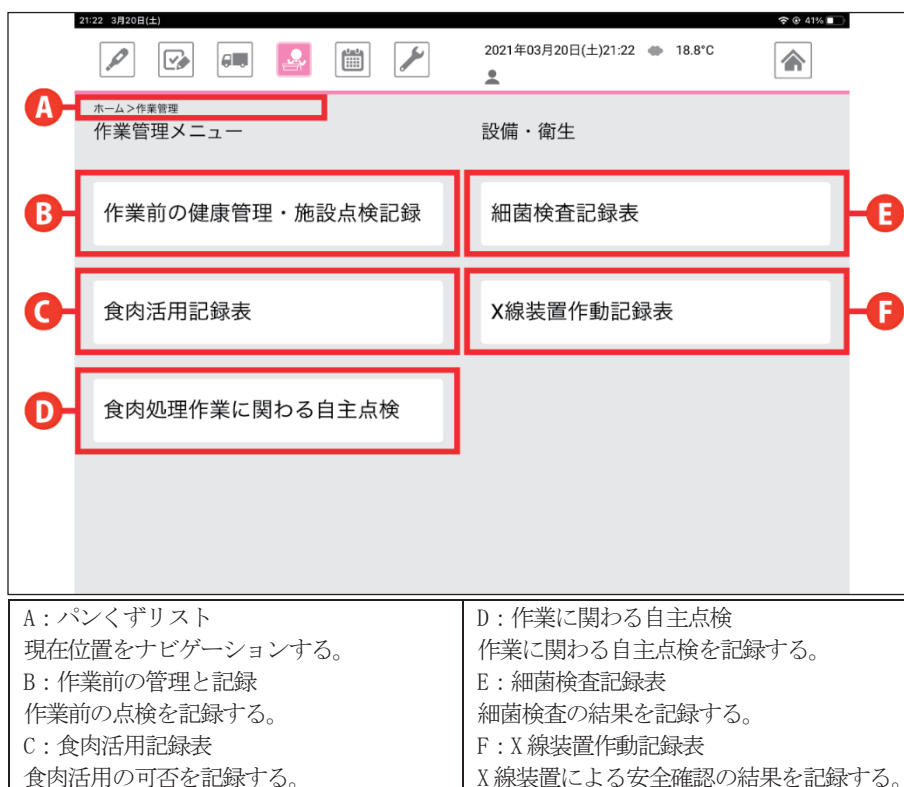 21:22 3月20日(土)
41%
2021年03月20日(土)21:22 18.8°C
A
ホーム>作業管理
作業管理メニュー
設備・衛生
B
作業前の健康管理・施設点検記録
細菌検査記録表
E
C
食肉活用記録表
X線装置作動記録表
F
D
食肉処理作業に関わる自主点検
A：パンくずリスト
現在位置をナビゲーションする。
B：作業前の管理と記録
作業前の点検を記録する。
C：食肉活用記録表
食肉活用の可否を記録する。
D：作業に関わる自主点検
作業に関わる自主点検を記録する。
E：細菌検査記録表
細菌検査の結果を記録する。
F：X線装置作動記録表
X線装置による安全確認の結果を記録する。